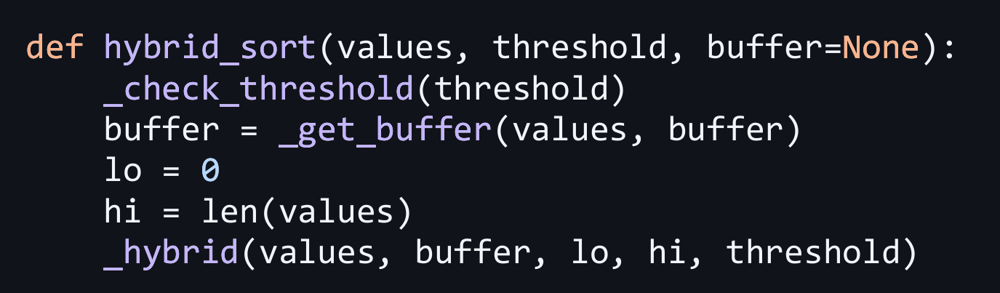 def hybrid_sort(values, threshold, buffer=None):
    _check_threshold(threshold)
    buffer = _get_buffer(values, buffer)
    lo = 0
    hi = len(values)
    _hybrid(values, buffer, lo, hi, threshold)